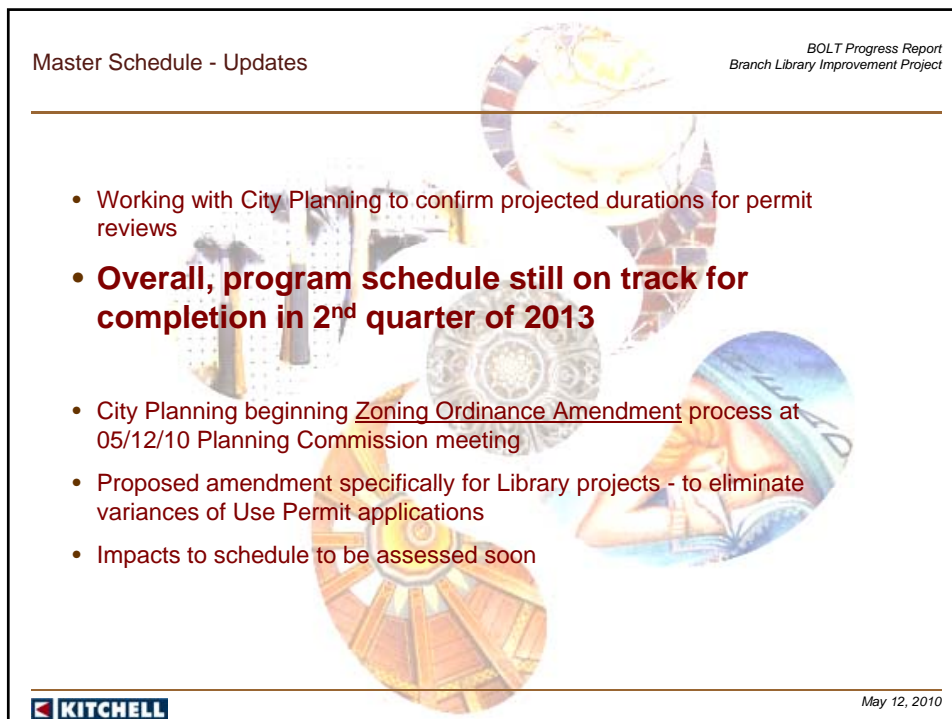 Master Schedule - Updates
BOLT Progress Report
Branch Library Improvement Project
• Working with City Planning to confirm projected durations for permit
reviews
• Overall, program schedule still on track for
completion in 2nd quarter of 2013
• City Planning beginning Zoning Ordinance Amendment process at
05/12/10 Planning Commission meeting
• Proposed amendment specifically for Library projects - to eliminate
variances of Use Permit applications
• Impacts to schedule to be assessed soon
KITCHELL
May 12, 2010